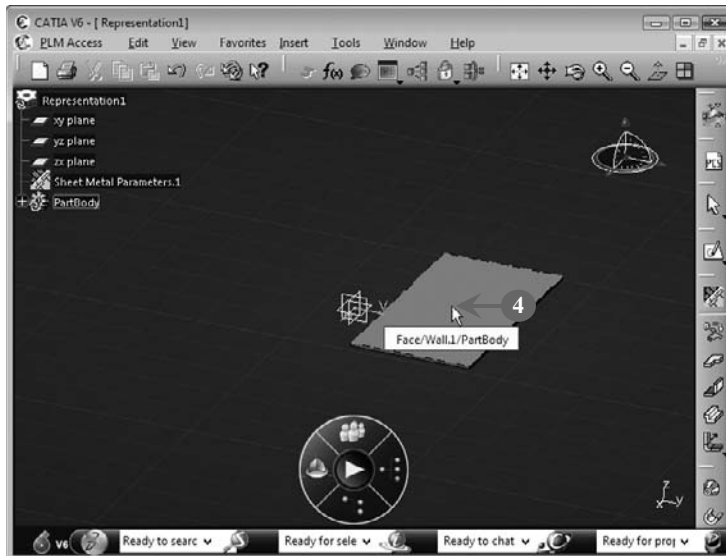 CATIA V6 - [ Representation1]
PLM Access Edit View Favorites Insert Tools Window Help
f(x)
Representation1
xy plane
yz plane
zx plane
Sheet Metal Parameters.1
PartBody
PCS
4
Face/Wall.1/PartBody
z
y
V6
Ready to searc
Ready for sele
Ready to chat
Ready for prop